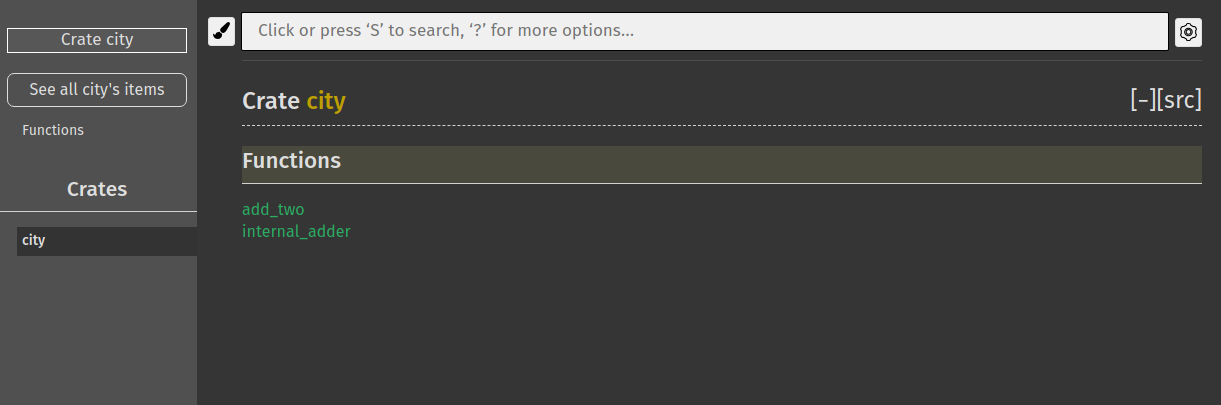 Crate city
See all city's items
Functions
Crates
city
Click or press ‘S’ to search, ‘?’ for more options...
Crate city
[−][src]
Functions
add_two
internal_adder